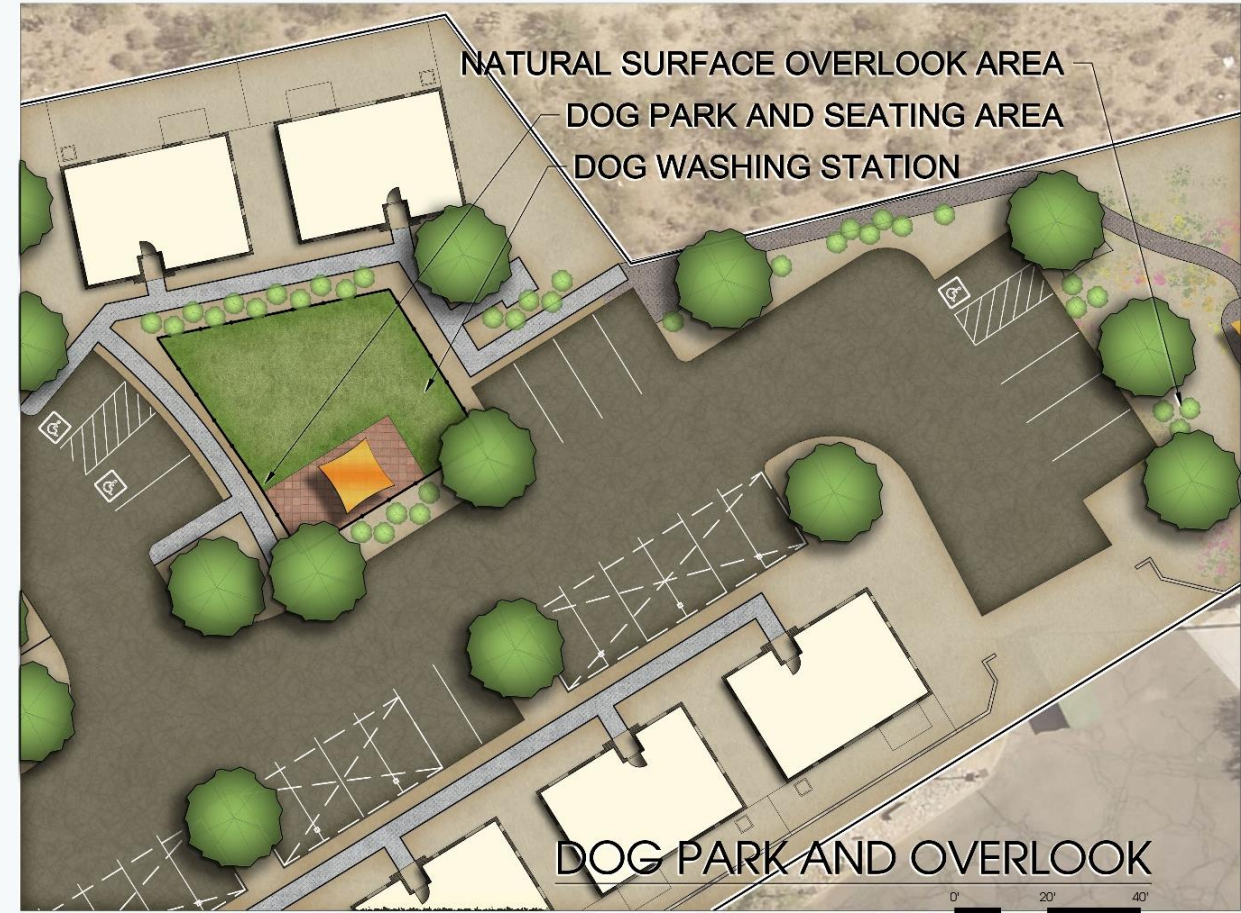 NATURAL SURFACE OVERLOOK AREA
DOG PARK AND SEATING AREA
DOG WASHING STATION
DOG PARK AND OVERLOOK
0' 20' 40'